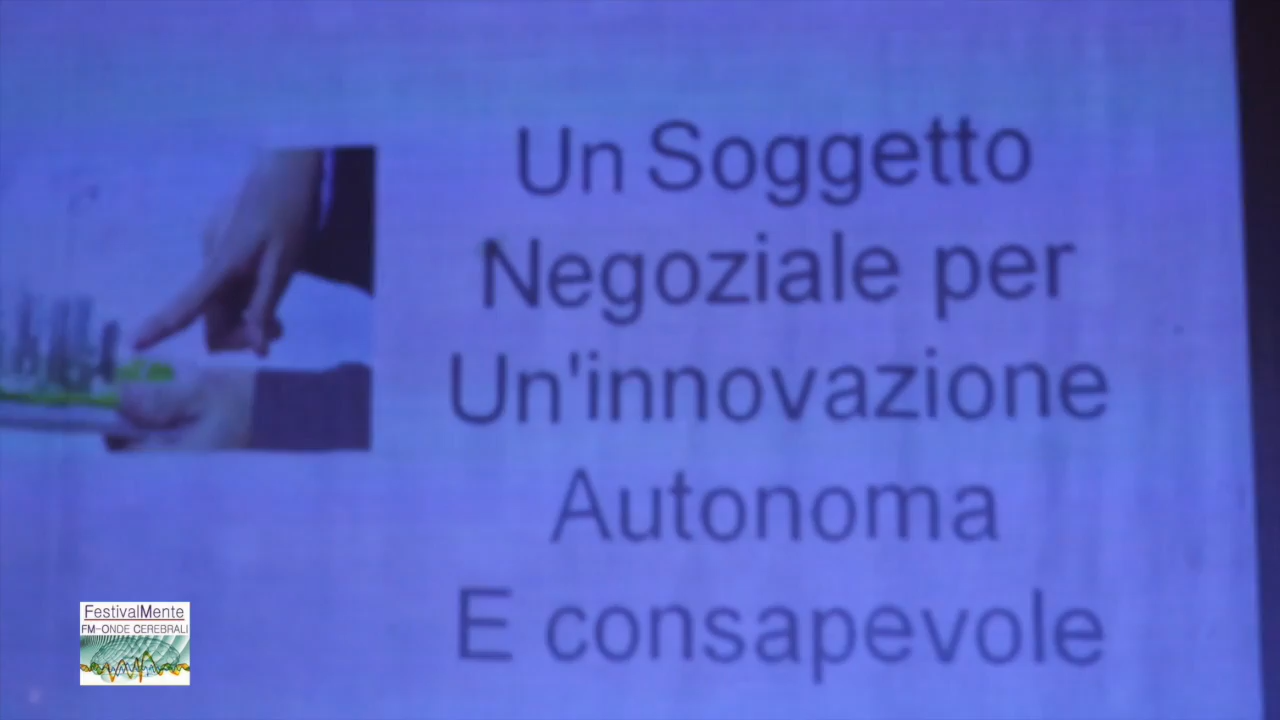 Un Soggetto
Negoziale per
Un'innovazione
Autonoma
E consapevole
FestivalMente
FM-ONDE CEREBRALI